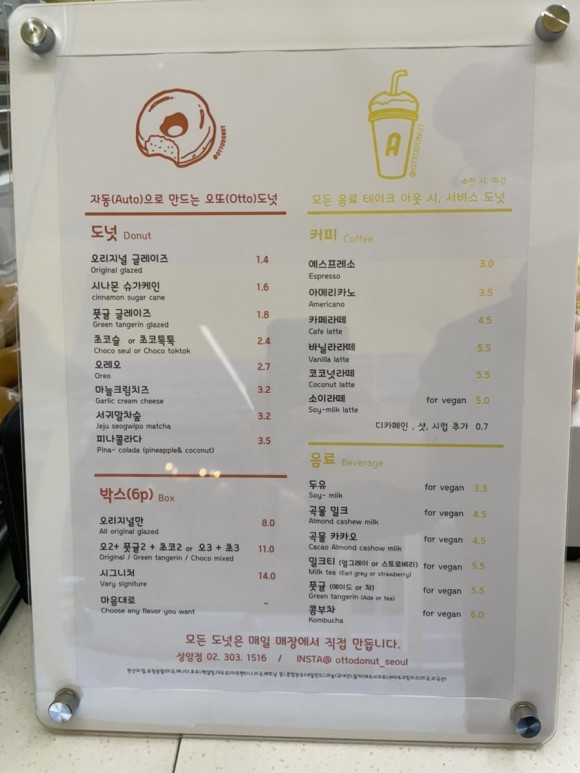 @OTTODONUT
자동(Auto)으로 만드는 오또(Otto)도넛
도넛 Donut
오리지널 글레이즈 1.4
Original glazed
시나몬 슈가케인 1.6
cinnamon sugar cane
풋귤 글레이즈 1.8
Green tangerin glazed
초코슬 or 초코톡톡 2.4
Choco seul or Choco toktok
오레오 2.7
Oreo
마늘크림치즈 3.2
Garlic cream cheese
서귀말차숲 3.2
Jeju seogwipo matcha
피나콜라다 3.5
Pina- colada (pineapple& coconut)
박스(6p) Box
오리지널만 8.0
All original glazed
오2+ 풋귤2 + 초코2 or 오3 + 초3 11.0
Original / Green tangerin / Choco mixed
시그니처 14.0
Vary signiture
마음대로 -
Choose any flavor you want
@OTTODONUT
A
소진 시, 마감
모든 음료 테이크 아웃 시, 서비스 도넛
커피 Coffee
에스프레소 3.0
Espresso
아메리카노 3.5
Americano
카페라떼 4.5
Cafe latte
바닐라라떼 5.5
Vanilla latte
코코넛라떼 5.5
Coconut latte
소이라떼 for vegan 5.0
Soy-milk latte
디카페인 , 샷, 시럽 추가 0.7
음료 Beverage
두유 for vegan 3.3
Soy- milk
곡물 밀크 for vegan 4.5
Almond cashew milk
곡물 카카오 for vegan 4.5
Cacao Almond cashow milk
밀크티 (얼그레이 or 스트로베리) for vegan 5.5
Milk tea (Earl grey or strawberry)
풋귤 (에이드 or 차) for vegan 5.5
Green tangerin (Ade or tea)
콤부차 for vegan 6.0
Kombucha
모든 도넛은 매일 매장에서 직접 만듭니다.
상암점 02. 303. 1516 / INSTA@ ottodonut_seoul